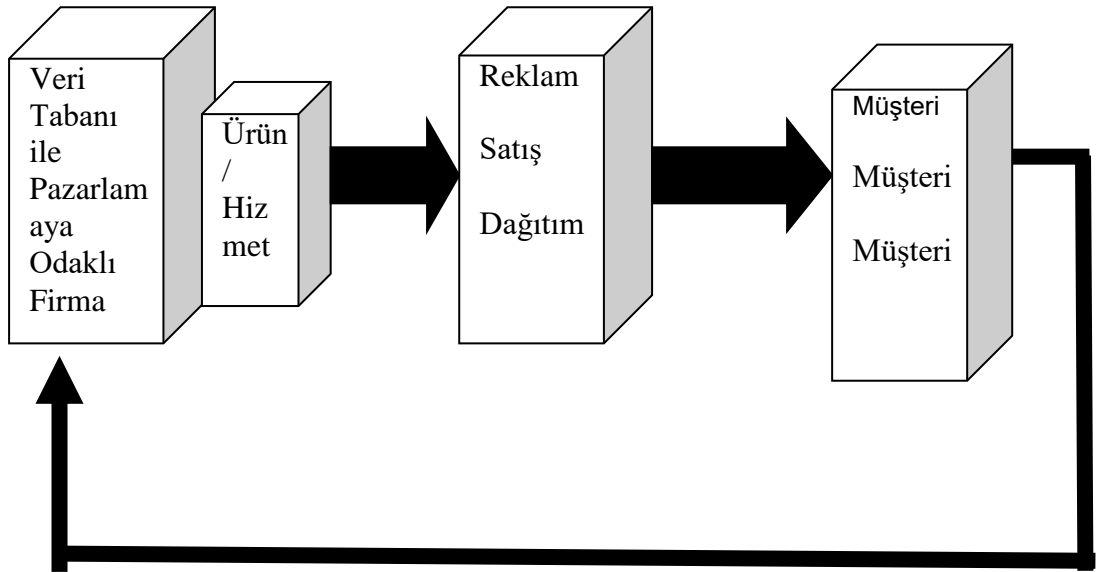 Veri
Tabanı
ile
Pazarlam
aya
Odaklı
Firma
Ürün
/
Hiz
met
Reklam
Satış
Dağıtım
Müşteri
Müşteri
Müşteri